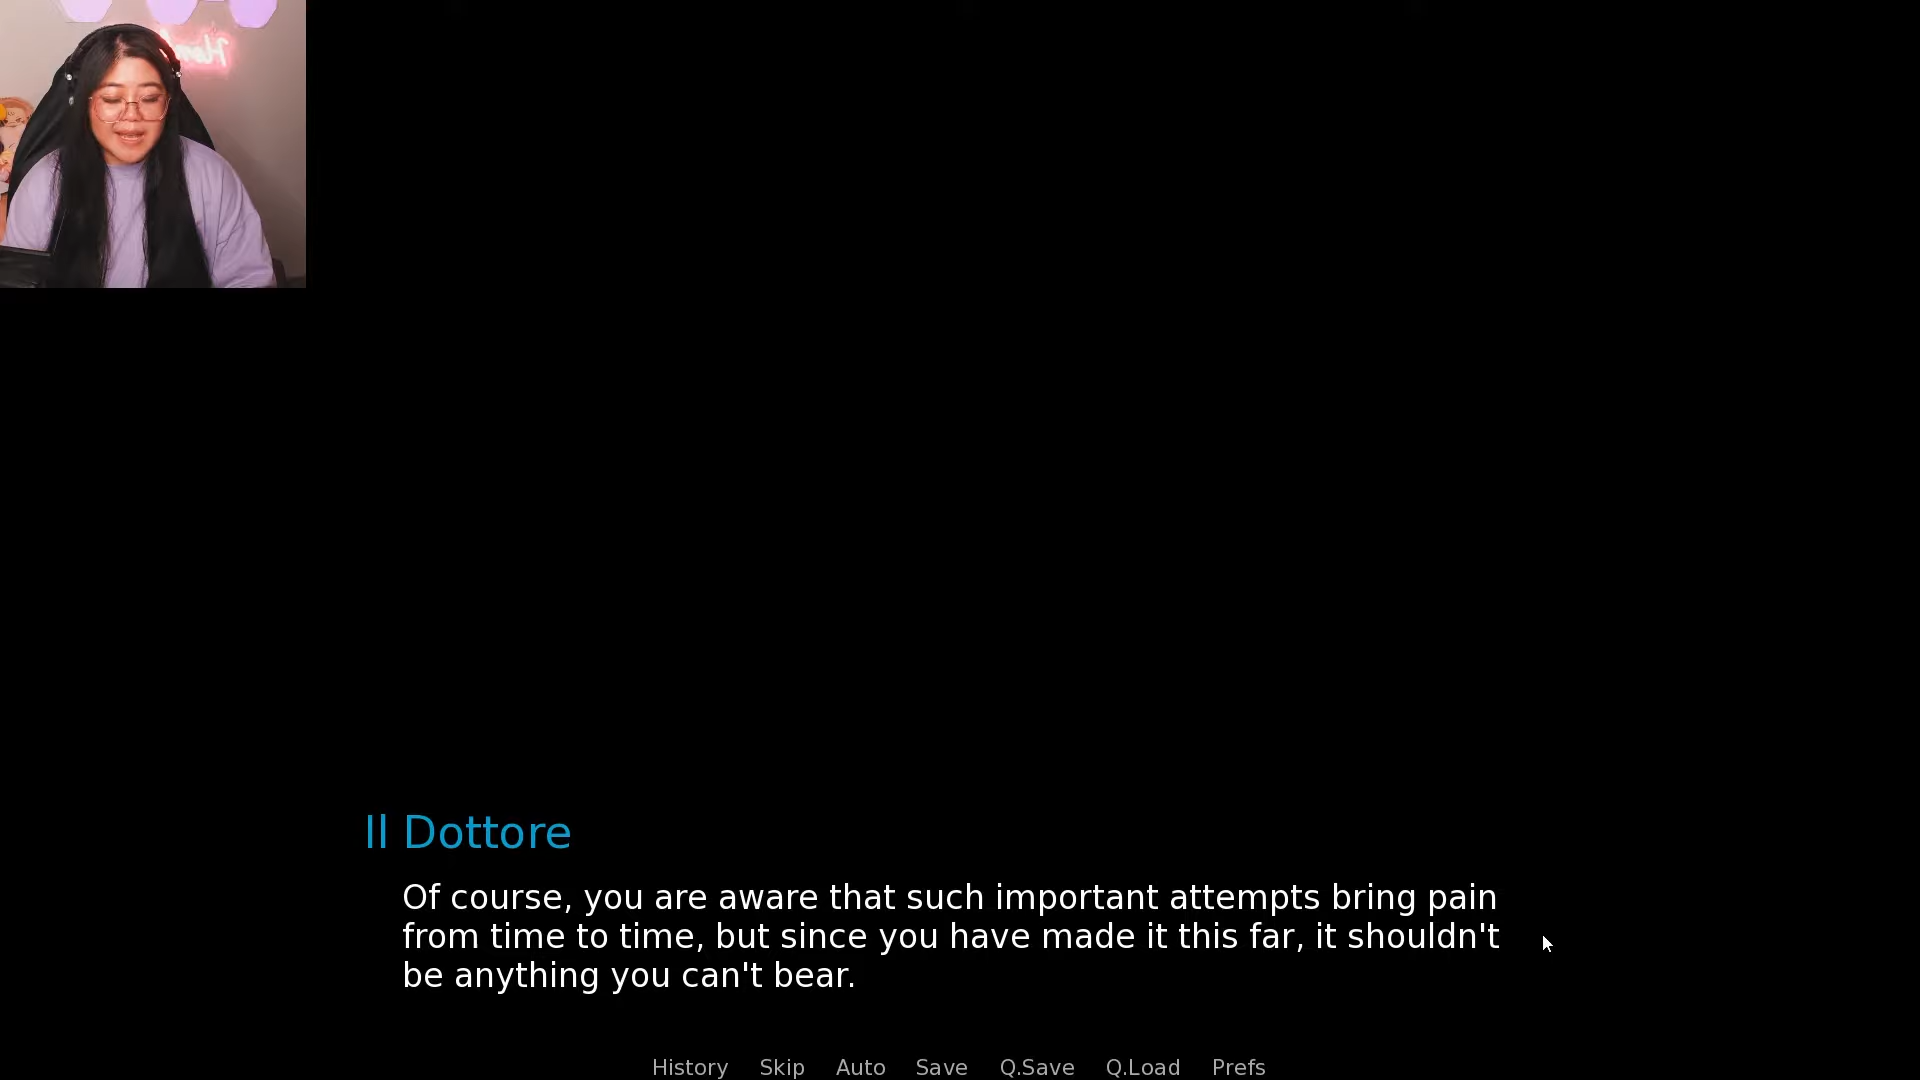 Il Dottore
Of course, you are aware that such important attempts bring pain
from time to time, but since you have made it this far, it shouldn't
be anything you can't bear.
History Skip Auto Save Q.Save Q.Load Prefs